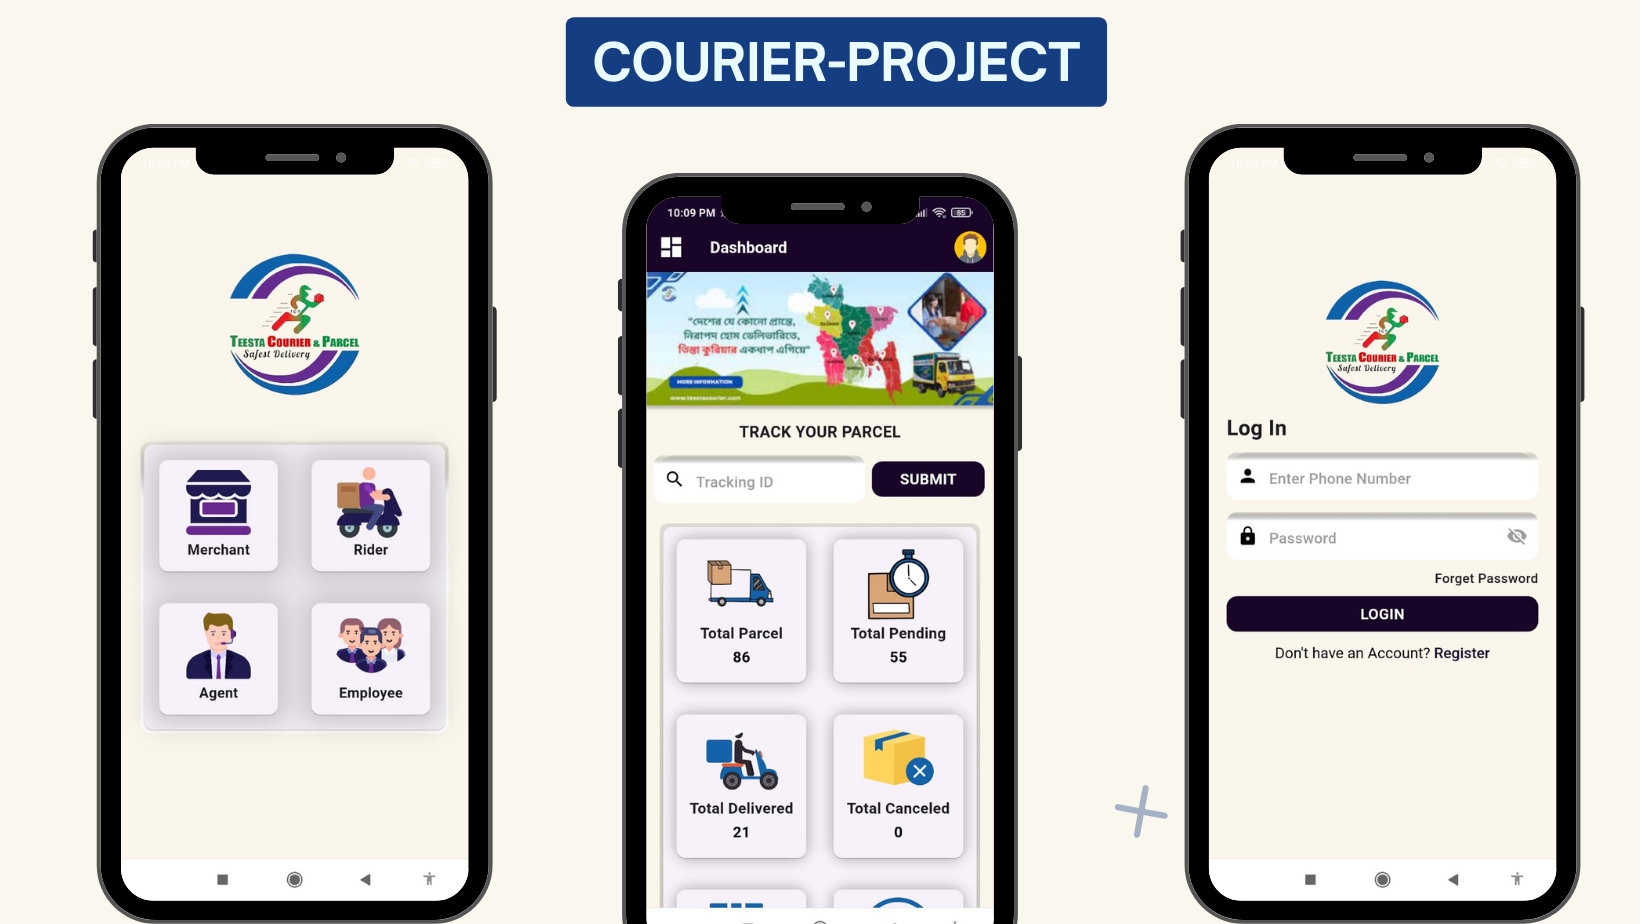 COURIER-PROJECT
TEESTA COURIER & PARCEL
Safest Delivery
Merchant
Rider
Agent
Employee
10:09 PM
85
Dashboard
"দেশের যে কোনো প্রান্তে,
নিরাপদ হোম ডেলিভারিতে,
তিস্তা কুরিয়ার একধাপ এগিয়ে"
MORE INFORMATION
www.teestacourier.com
TRACK YOUR PARCEL
Tracking ID
SUBMIT
Total Parcel
86
Total Pending
55
Total Delivered
21
Total Canceled
0
TEESTA COURIER & PARCEL
Safest Delivery
Log In
Enter Phone Number
Password
Forget Password
LOGIN
Don't have an Account? Register